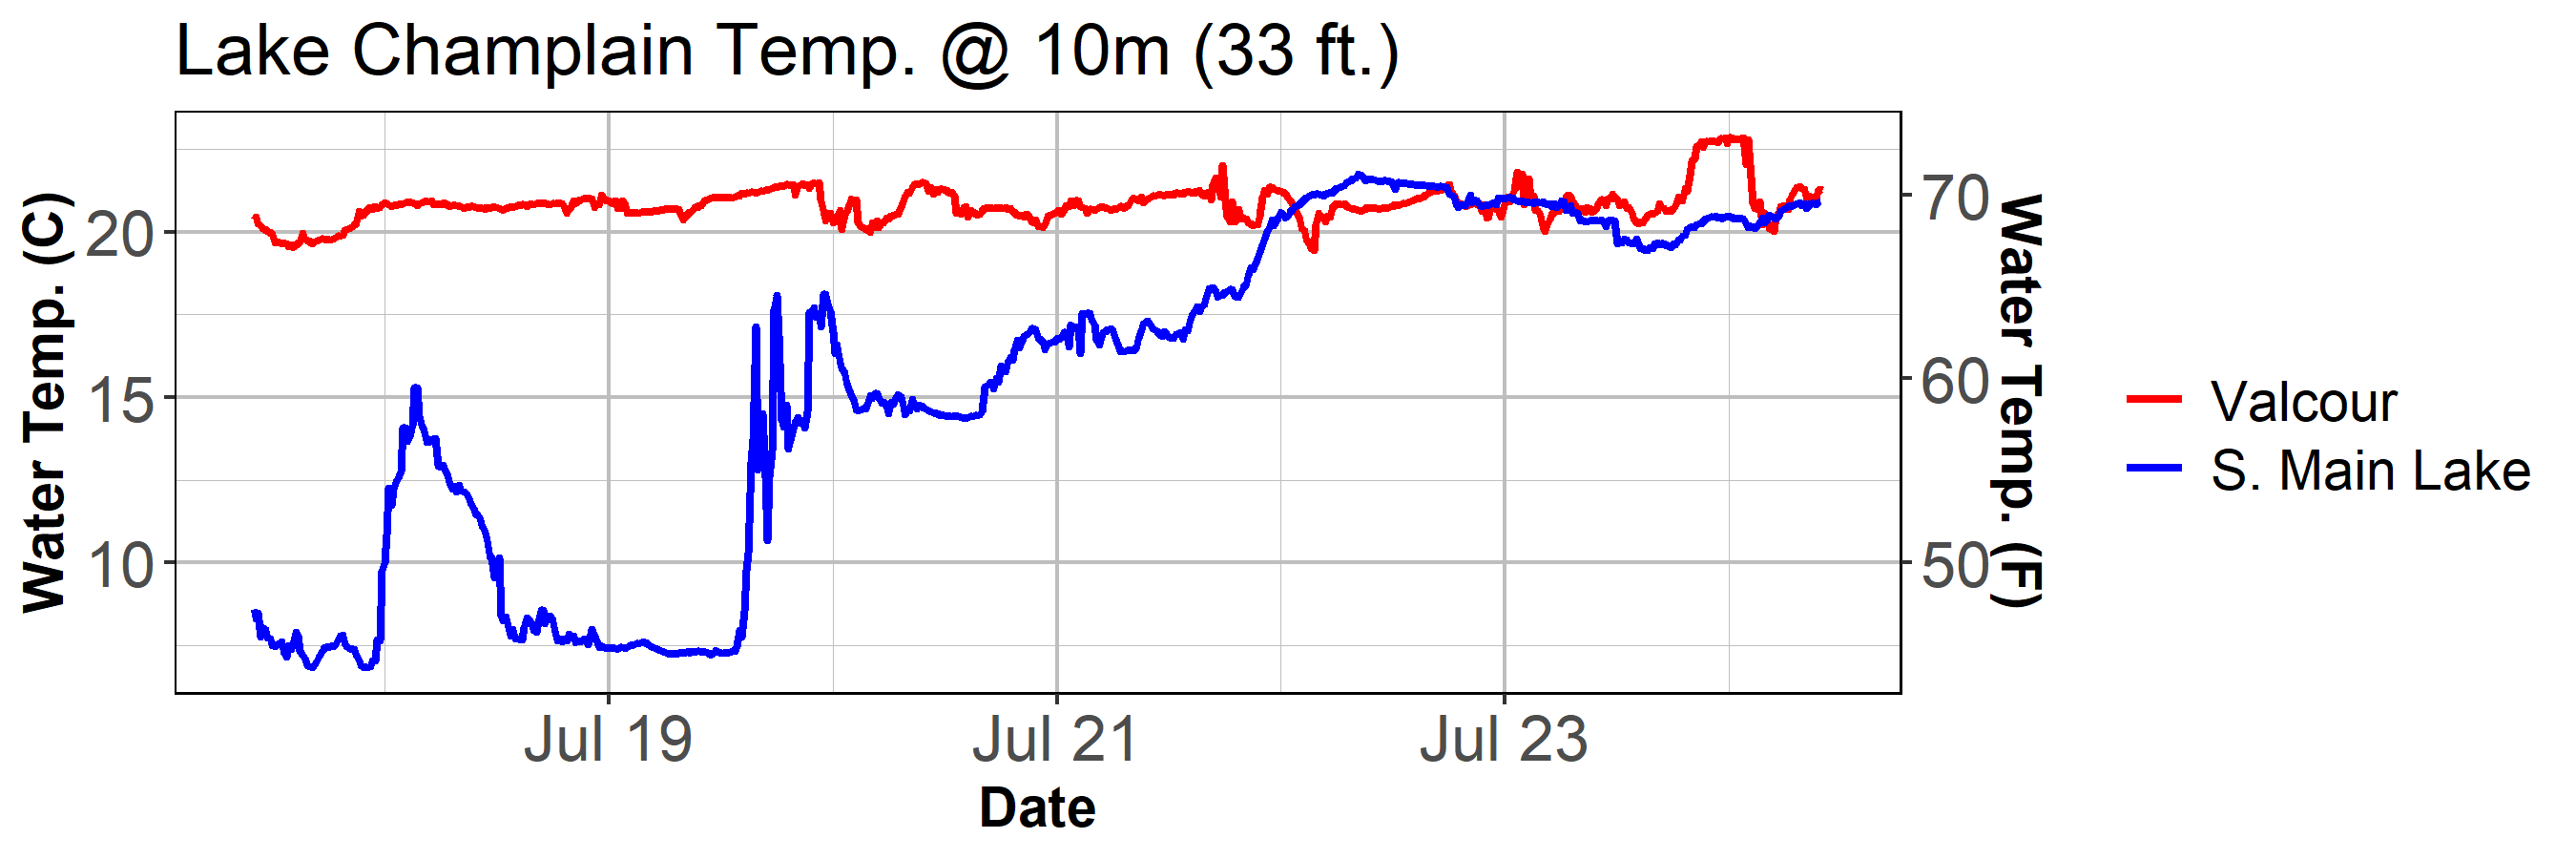 Lake Champlain Temp. @ 10m (33 ft.)
Water Temp. (C)
20
15
10
70
60
50
Water Temp. (F)
Jul 19
Jul 21
Jul 23
Date
Valcour
S. Main Lake